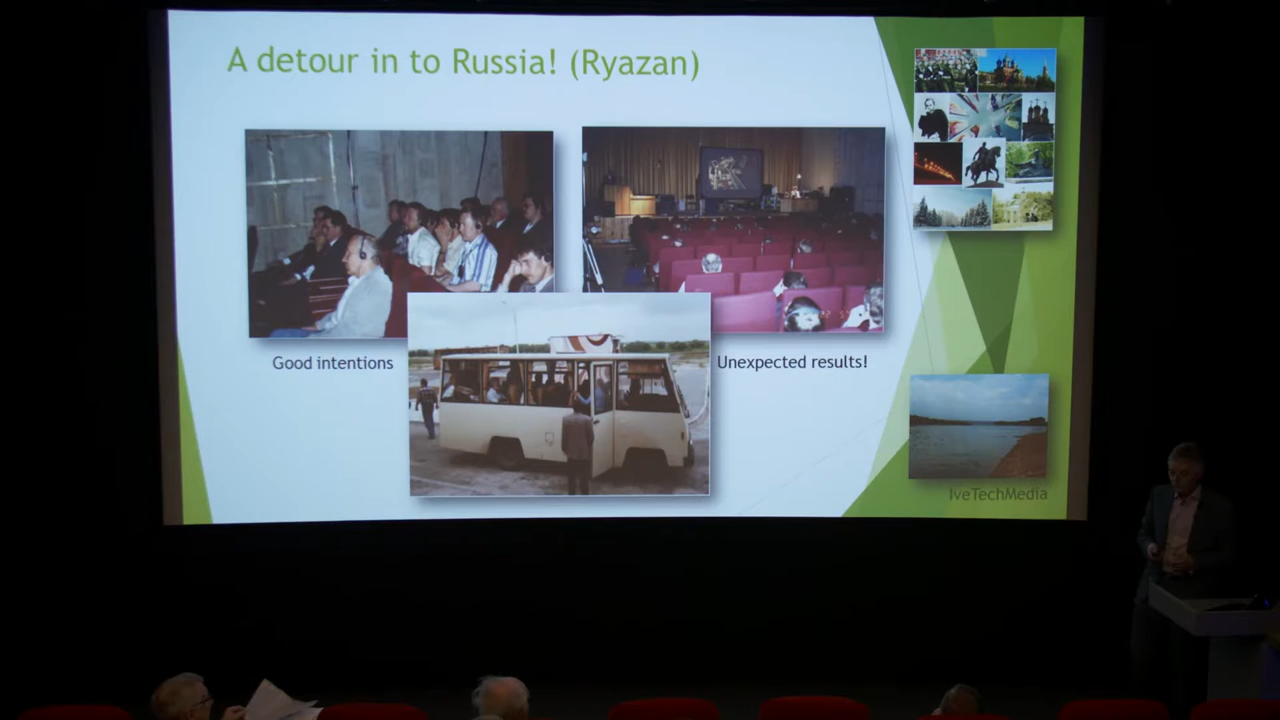 A detour in to Russia! (Ryazan)
Good intentions
Unexpected results!
IveTechMedia